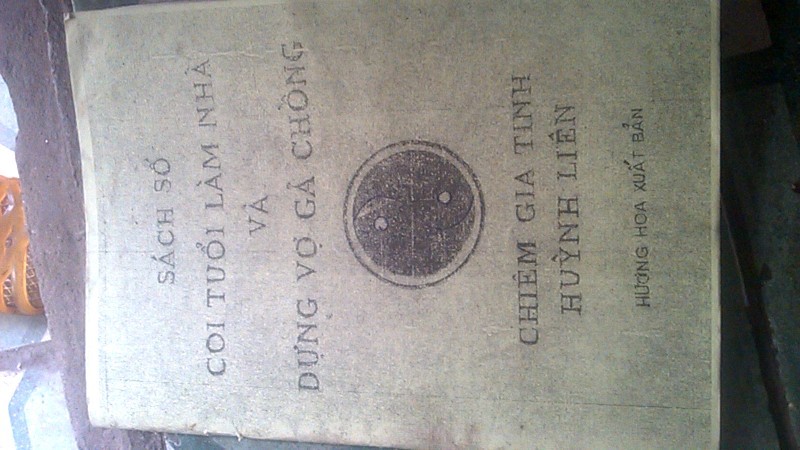 SÁCH SỐ
COI TUỔI LÀM NHÀ
VÀ
DỰNG VỢ GẢ CHỒNG
CHIÊM GIA TINH
HUỲNH LIÊN
HƯƠNG HOA XUẤT BẢN